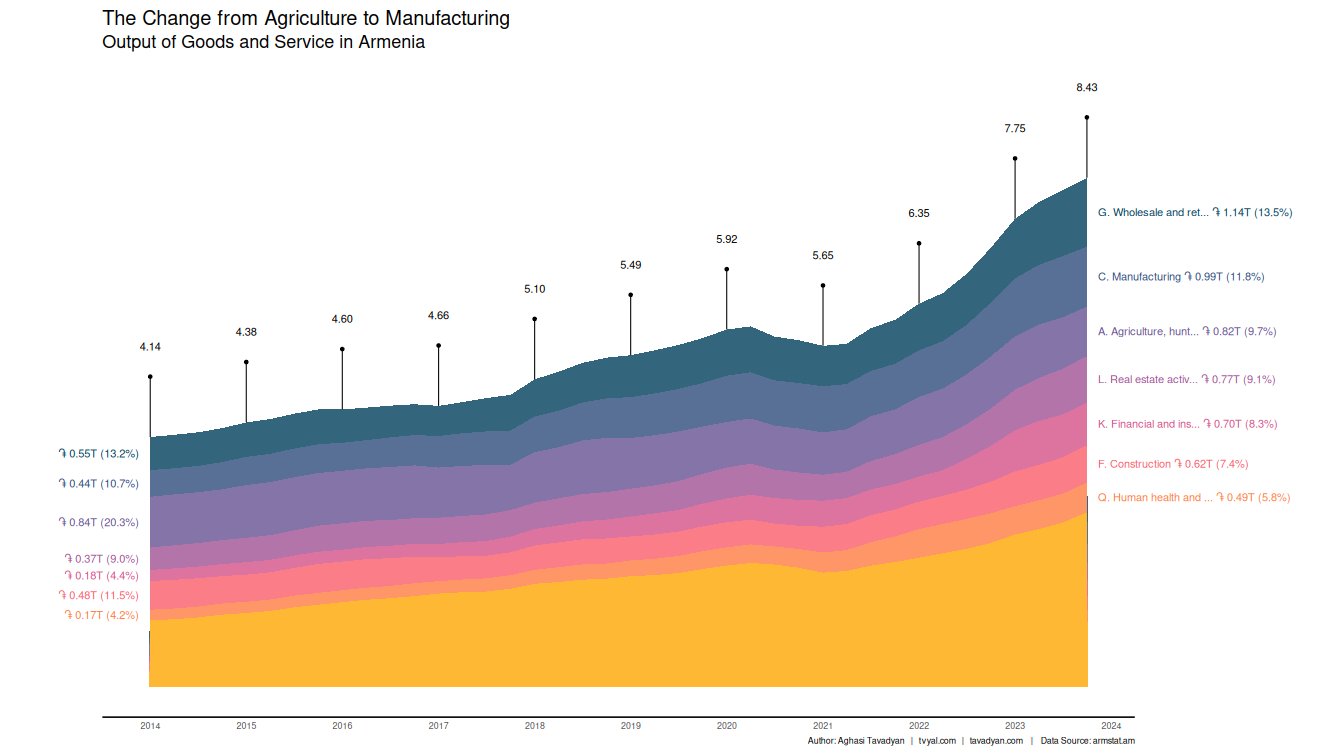 The Change from Agriculture to Manufacturing
Output of Goods and Service in Armenia
8.43
7.75
6.35
5.92
5.65
5.49
5.10
4.66
4.60
4.38
4.14
G. Wholesale and ret... ֏ 1.14T (13.5%)
C. Manufacturing ֏ 0.99T (11.8%)
A. Agriculture, hunt... ֏ 0.82T (9.7%)
L. Real estate activ... ֏ 0.77T (9.1%)
K. Financial and ins... ֏ 0.70T (8.3%)
F. Construction ֏ 0.62T (7.4%)
Q. Human health and ... ֏ 0.49T (5.8%)
֏ 0.55T (13.2%)
֏ 0.44T (10.7%)
֏ 0.84T (20.3%)
֏ 0.37T (9.0%)
֏ 0.18T (4.4%)
֏ 0.48T (11.5%)
֏ 0.17T (4.2%)
2014 2015 2016 2017 2018 2019 2020 2021 2022 2023 2024
Author: Aghasi Tavadyan | tvyal.com | tavadyan.com | Data Source: armstat.am